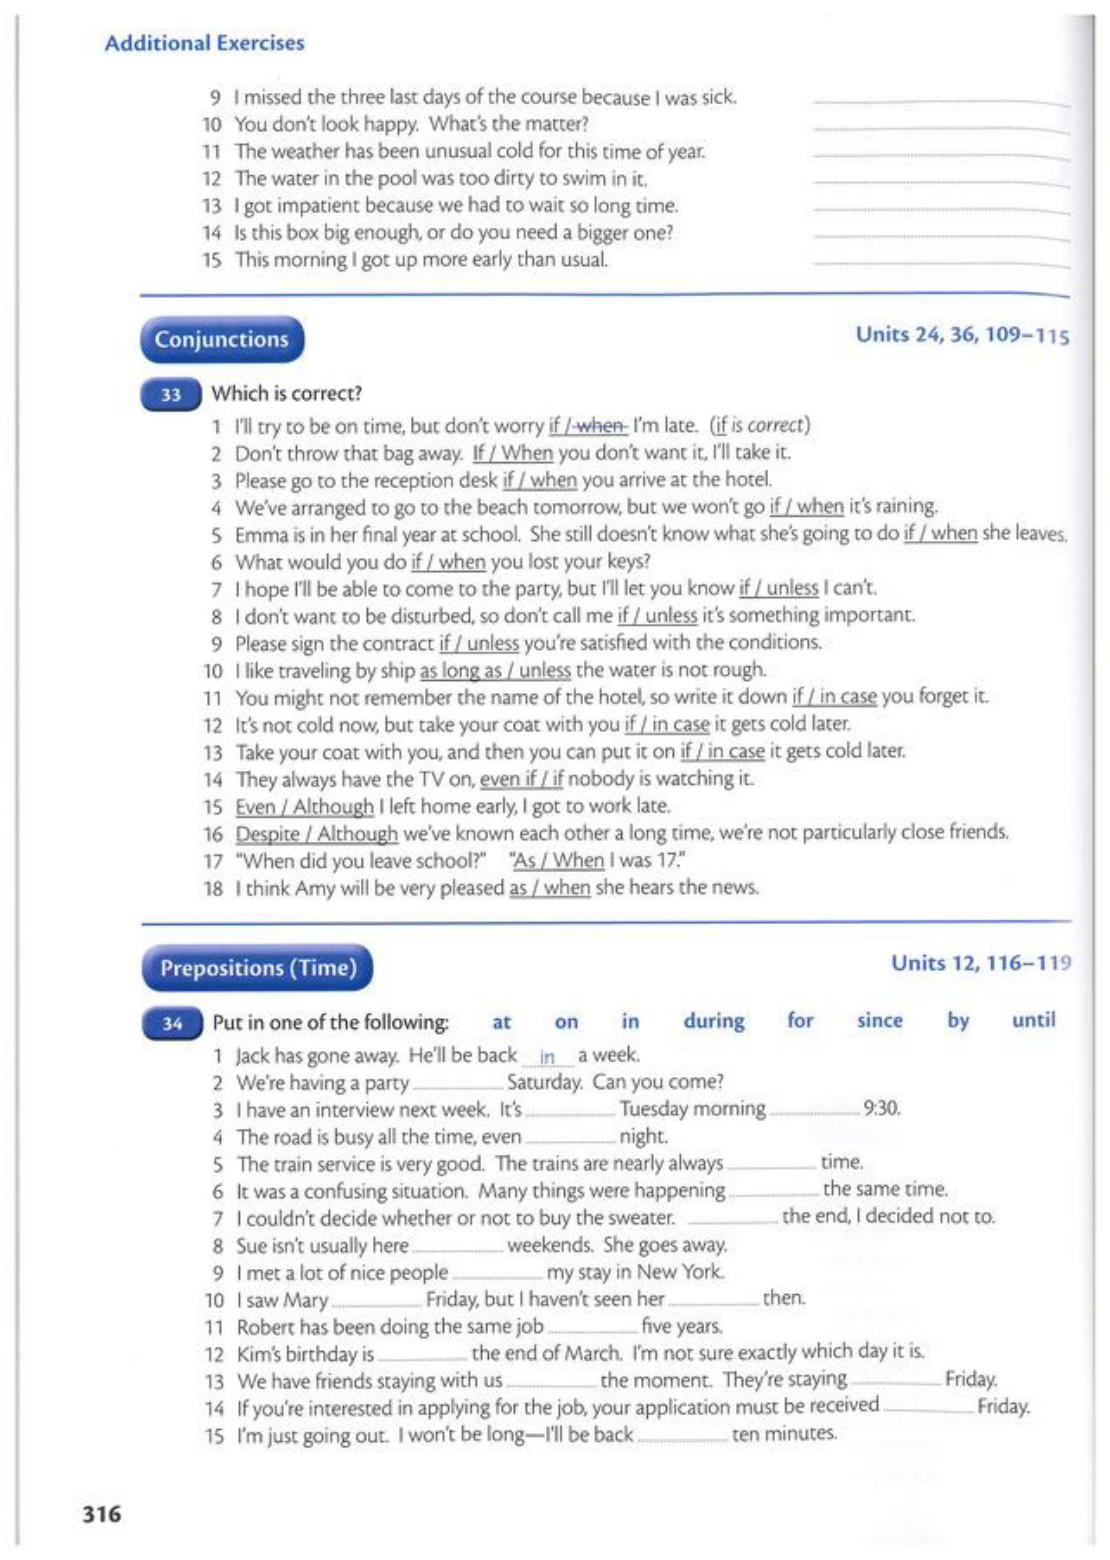 Additional Exercises
9 I missed the three last days of the course because I was sick.
10 You don't look happy. What's the matter?
11 The weather has been unusual cold for this time of year.
12 The water in the pool was too dirty to swim in it.
13 I got impatient because we had to wait so long time.
14 Is this box big enough, or do you need a bigger one?
15 This morning I got up more early than usual.
Conjunctions Units 24, 36, 109–115
33 Which is correct?
1 I'll try to be on time, but don't worry if / when I'm late. (if is correct)
2 Don't throw that bag away. If / When you don't want it, I'll take it.
3 Please go to the reception desk if / when you arrive at the hotel.
4 We've arranged to go to the beach tomorrow, but we won't go if / when it's raining.
5 Emma is in her final year at school. She still doesn't know what she's going to do if / when she leaves.
6 What would you do if / when you lost your keys?
7 I hope I'll be able to come to the party, but I'll let you know if / unless I can't.
8 I don't want to be disturbed, so don't call me if / unless it's something important.
9 Please sign the contract if / unless you're satisfied with the conditions.
10 I like traveling by ship as long as / unless the water is not rough.
11 You might not remember the name of the hotel, so write it down if / in case you forget it.
12 It's not cold now, but take your coat with you if / in case it gets cold later.
13 Take your coat with you, and then you can put it on if / in case it gets cold later.
14 They always have the TV on, even if / if nobody is watching it.
15 Even / Although I left home early, I got to work late.
16 Despite / Although we've known each other a long time, we're not particularly close friends.
17 "When did you leave school?" "As / When I was 17."
18 I think Amy will be very pleased as / when she hears the news.
Prepositions (Time) Units 12, 116–119
34 Put in one of the following: at on in during for since by until
1 Jack has gone away. He'll be back in a week.
2 We're having a party ............ Saturday. Can you come?
3 I have an interview next week. It's ............ Tuesday morning ............ 9:30.
4 The road is busy all the time, even ............ night.
5 The train service is very good. The trains are nearly always ............ time.
6 It was a confusing situation. Many things were happening ............ the same time.
7 I couldn't decide whether or not to buy the sweater. ............ the end, I decided not to.
8 Sue isn't usually here ............ weekends. She goes away.
9 I met a lot of nice people ............ my stay in New York.
10 I saw Mary ............ Friday, but I haven't seen her ............ then.
11 Robert has been doing the same job ............ five years.
12 Kim's birthday is ............ the end of March. I'm not sure exactly which day it is.
13 We have friends staying with us ............ the moment. They're staying ............ Friday.
14 If you're interested in applying for the job, your application must be received ............ Friday.
15 I'm just going out. I won't be long—I'll be back ............ ten minutes.
316